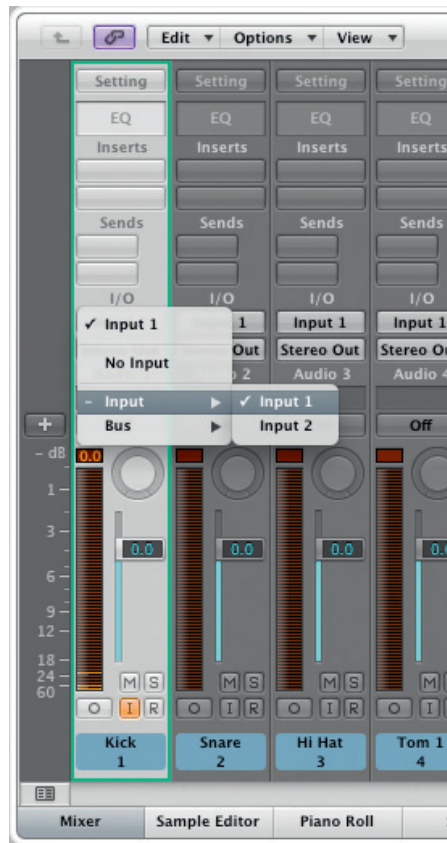 Edit Options View
Setting Setting Setting Setting
EQ EQ EQ EQ
Inserts Inserts Inserts Inserts
Sends Sends Sends Sends
I/O I/O I/O
✓ Input 1 1 Input 1 Input 1
No Input Out Stereo Out Stereo
2 Audio 3 Audio 4
– Input ✓ Input 1
Bus Input 2 Off
+
– dB 0.0
1
3
0.0 0.0 0.0
6
9
12
18
24
60
M S M S M S M
I R I R I R I
Kick Snare Hi Hat Tom 1
1 2 3 4
Mixer Sample Editor Piano Roll